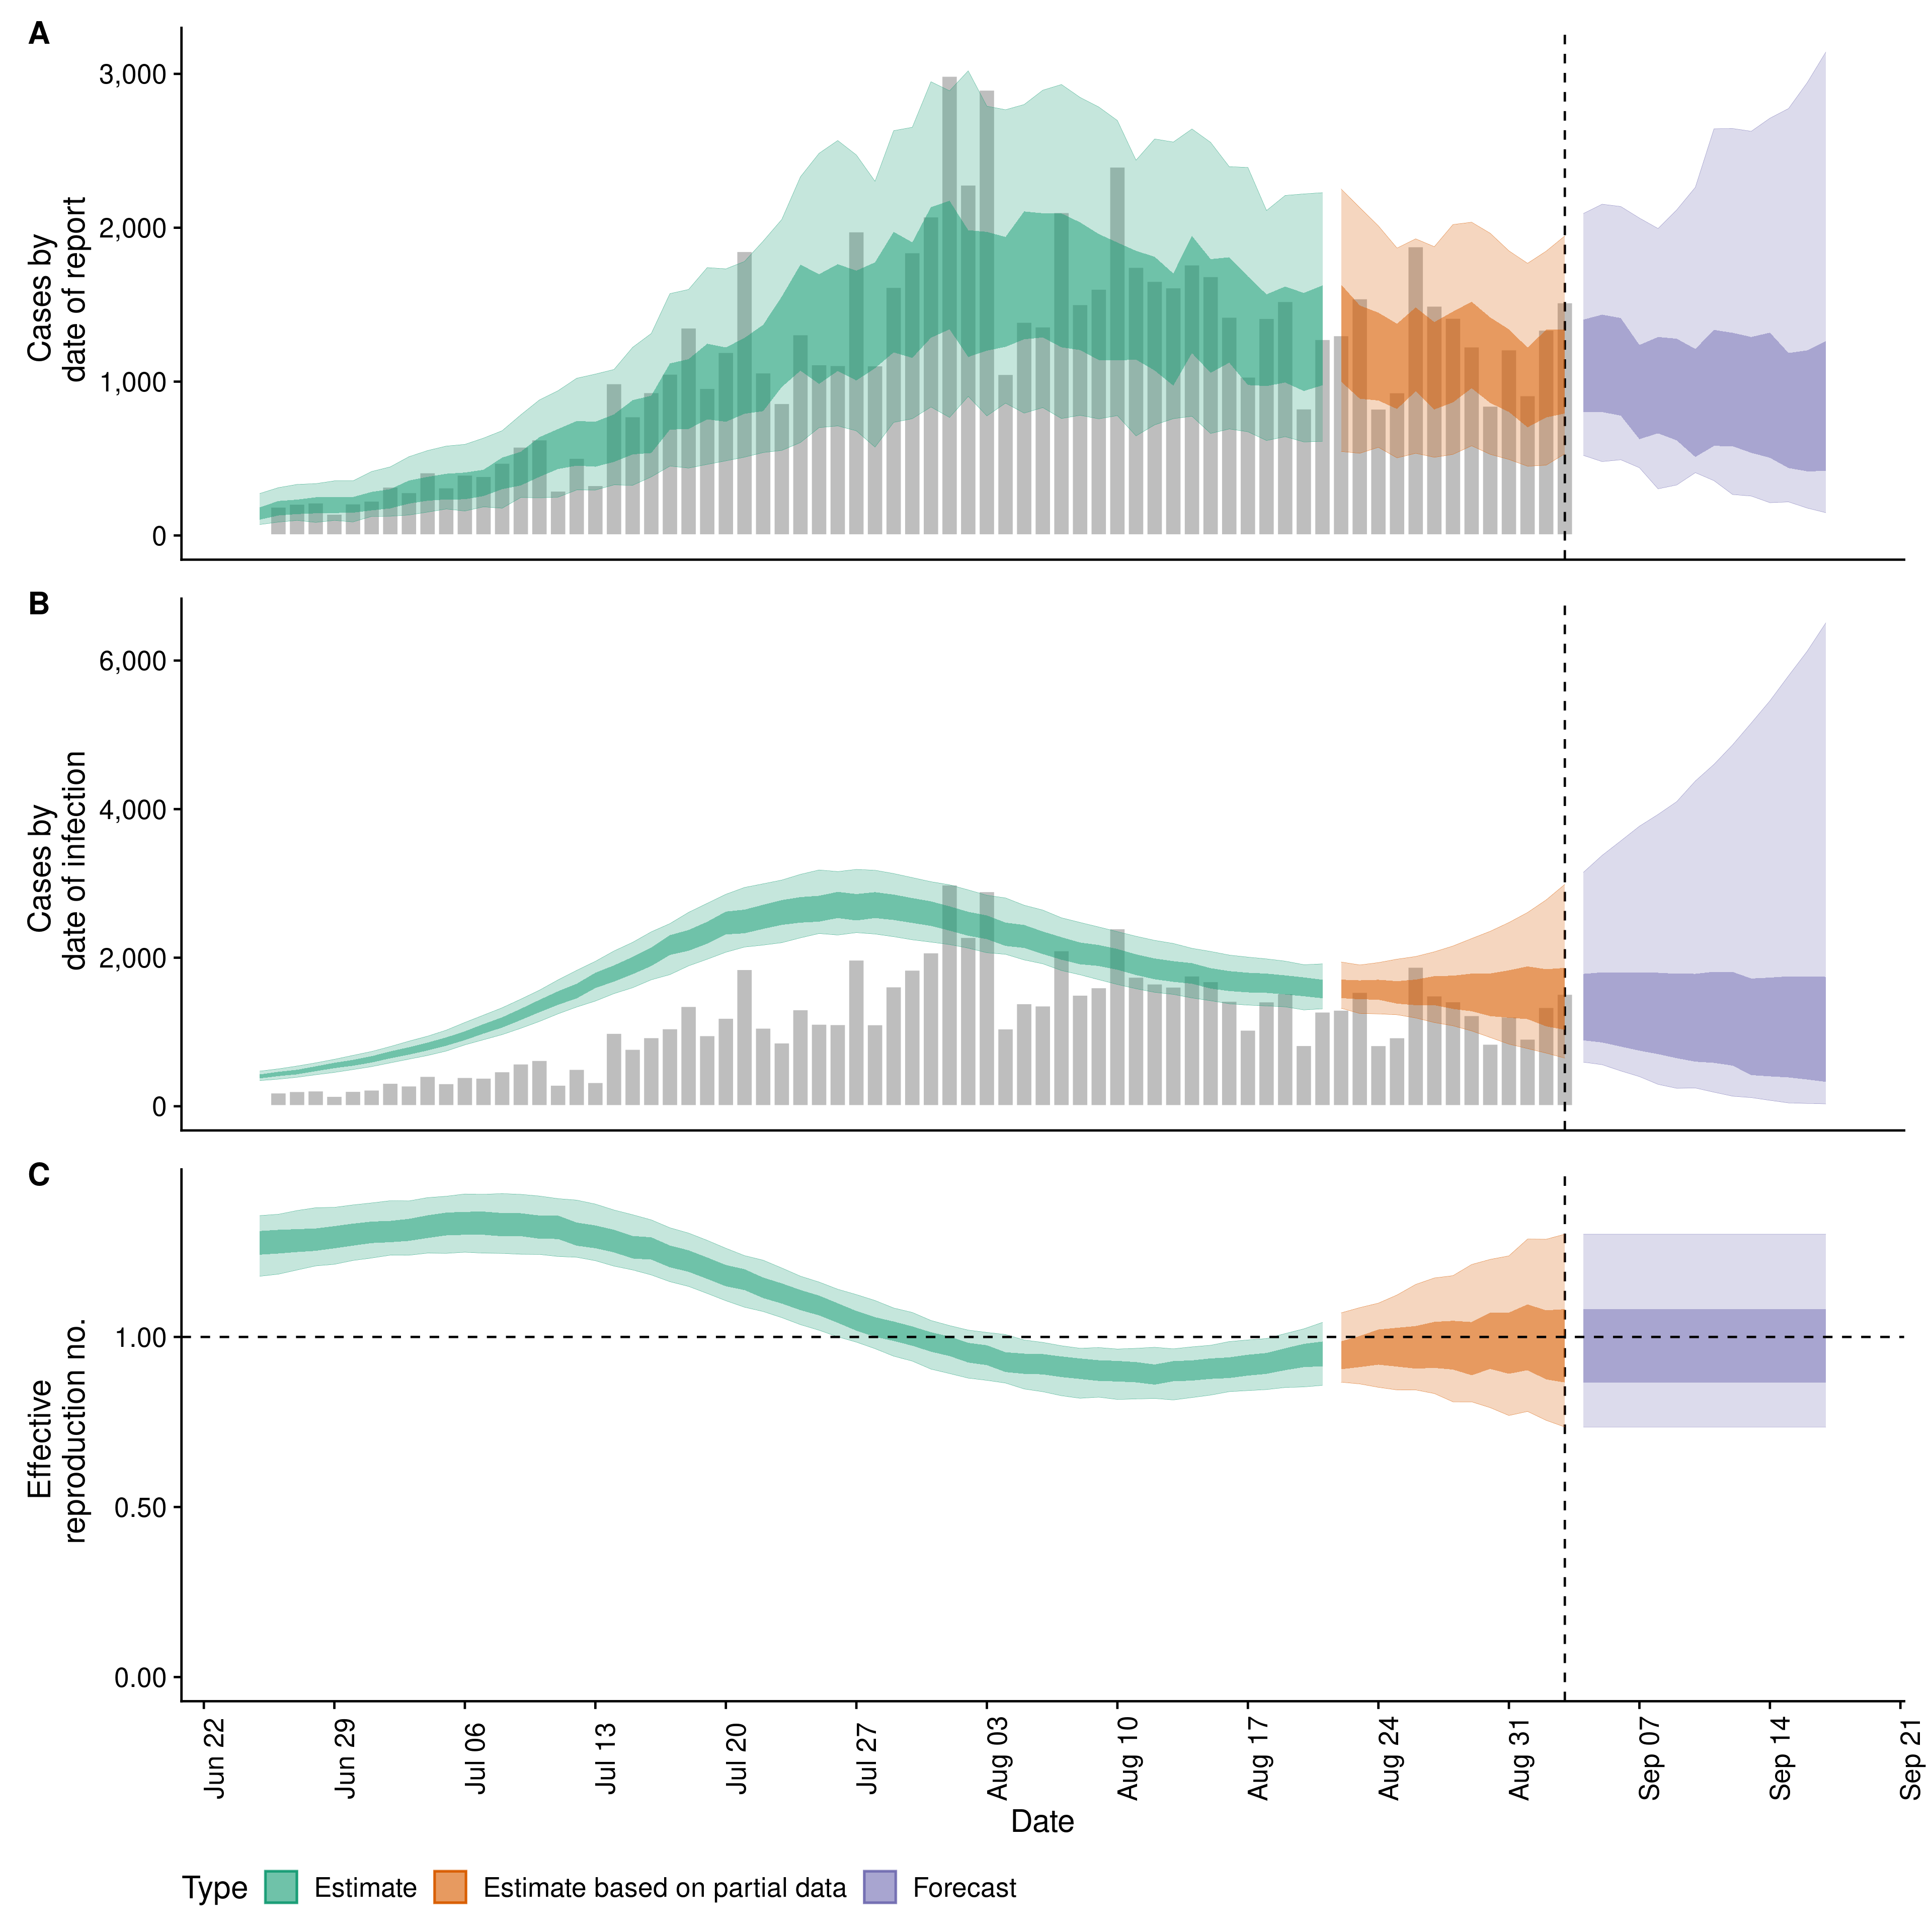 A
Cases by
date of report
3,000
2,000
1,000
0
B
Cases by
date of infection
6,000
4,000
2,000
0
C
Effective
reproduction no.
1.00
0.50
0.00
Jun 22
Jun 29
Jul 06
Jul 13
Jul 20
Jul 27
Aug 03
Aug 10
Aug 17
Aug 24
Aug 31
Sep 07
Sep 14
Sep 21
Date
Type Estimate Estimate based on partial data Forecast